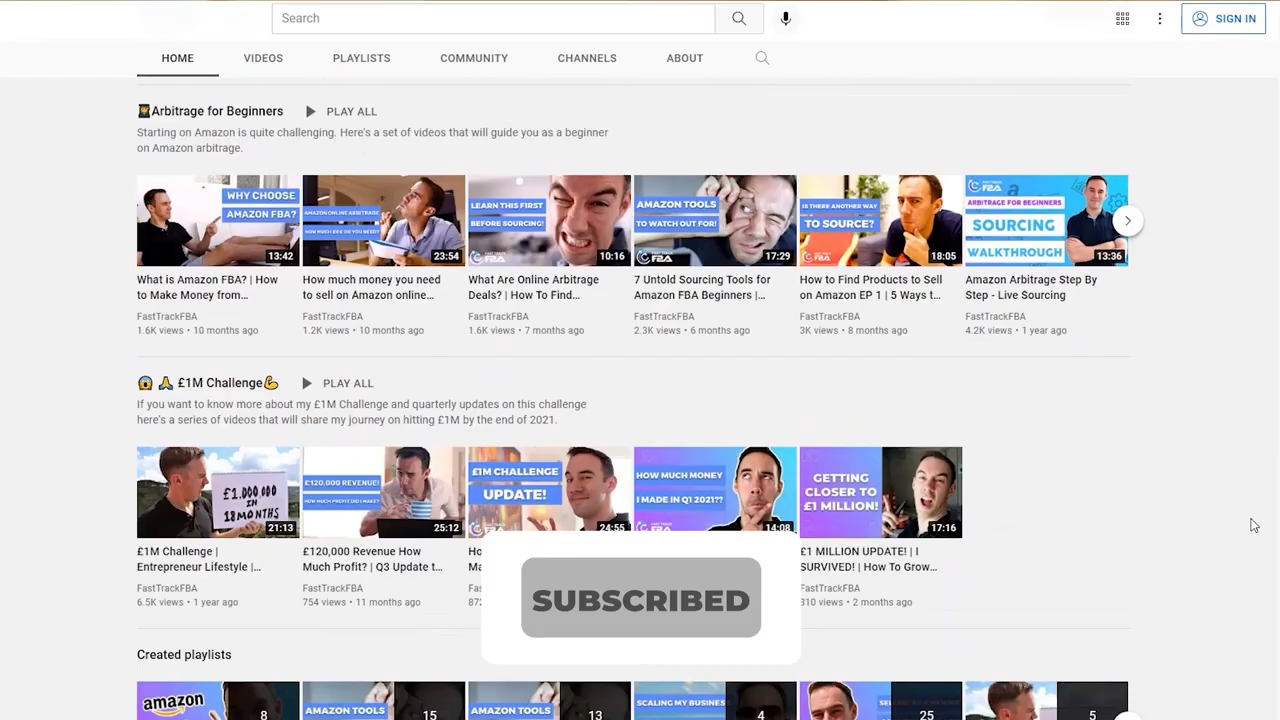 Search
SIGN IN
HOME
VIDEOS
PLAYLISTS
COMMUNITY
CHANNELS
ABOUT
Arbitrage for Beginners
PLAY ALL
Starting on Amazon is quite challenging. Here's a set of videos that will guide you as a beginner
on Amazon arbitrage.
WHY CHOOSE
AMAZON FBA?
13:42
AMAZON ONLINE ARBITRAGE
HOW MUCH DO YOU NEED?
23:54
LEARN THIS FIRST
BEFORE SOURCING!
10:16
AMAZON TOOLS
TO WATCH OUT FOR!
17:29
IS THERE ANOTHER WAY
TO SOURCE?
18:05
FBA
ARBITRAGE FOR BEGINNERS
SOURCING
WALKTHROUGH
13:36
What is Amazon FBA? | How
to Make Money from...
FastTrackFBA
1.6K views • 10 months ago
How much money you need
to sell on Amazon online...
FastTrackFBA
1.2K views • 10 months ago
What Are Online Arbitrage
Deals? | How To Find...
FastTrackFBA
1.6K views • 7 months ago
7 Untold Sourcing Tools for
Amazon FBA Beginners |...
FastTrackFBA
2.3K views • 6 months ago
How to Find Products to Sell
on Amazon EP 1 | 5 Ways t...
FastTrackFBA
3K views • 8 months ago
Amazon Arbitrage Step By
Step - Live Sourcing
FastTrackFBA
4.2K views • 1 year ago
😱 🙏 £1M Challenge💪
PLAY ALL
If you want to know more about my £1M Challenge and quarterly updates on this challenge
here's a series of videos that will share my journey on hitting £1M by the end of 2021.
£1,000,000
IN
18MONTHS
21:13
£120,000 REVENUE!
HOW MUCH PROFIT DID I MAKE?
25:12
£1M CHALLENGE
UPDATE!
24:55
HOW MUCH MONEY
I MADE IN Q1 2021??
14:08
GETTING
CLOSER TO
£1 MILLION!
17:16
£1M Challenge |
Entrepreneur Lifestyle |...
FastTrackFBA
6.5K views • 1 year ago
£120,000 Revenue How
Much Profit? | Q3 Update t...
FastTrackFBA
754 views • 11 months ago
£1 MILLION UPDATE! | I
SURVIVED! | How To Grow...
FastTrackFBA
310 views • 2 months ago
SUBSCRIBED
Created playlists
amazon
8
AMAZON TOOLS
15
AMAZON TOOLS
13
SCALING MY BUSINESS
4
25
5